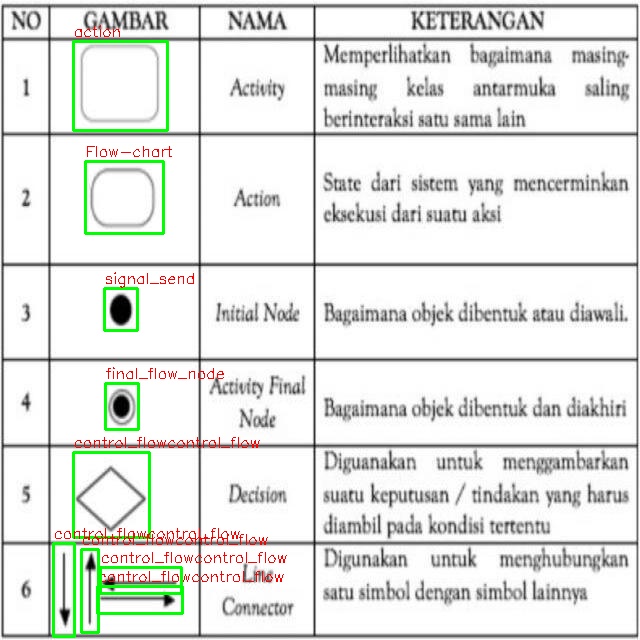 NO GAMBAR NAMA KETERANGAN
action
1 Activity Memperlihatkan bagaimana masing-
masing kelas antarmuka saling
berinteraksi satu sama lain
Flow-chart
2 Action State dari sistem yang mencerminkan
eksekusi dari suatu aksi
signal_send
3 Initial Node Bagaimana objek dibentuk atau diawali.
final_flow_node
4 Activity Final
Node
Bagaimana objek dibentuk dan diakhiri
control_flowcontrol_flow
5 Decision Diguanakan untuk menggambarkan
suatu keputusan / tindakan yang harus
diambil pada kondisi tertentu
control_flowcontrol_flow
control_flowcontrol_flow
control_flowcontrol_flow
control_flowcontrol_flow
6 Line
Connector
Digunakan untuk menghubungkan
satu simbol dengan simbol lainnya